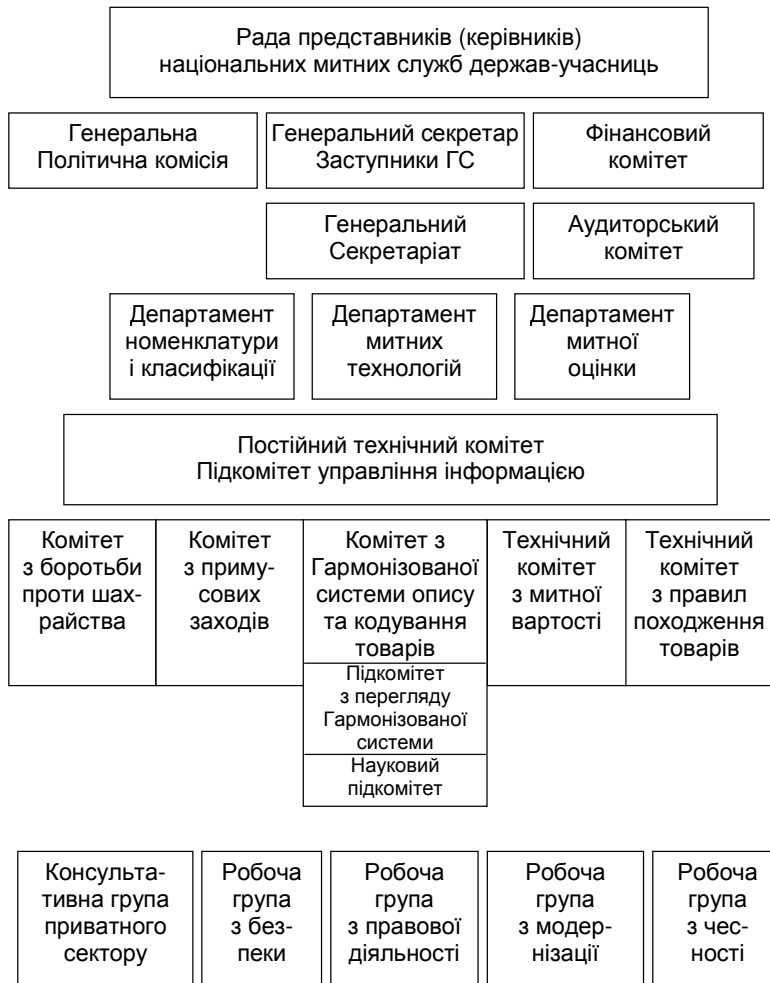 Рада представників (керівників)
національних митних служб держав-учасниць
Генеральна
Політична комісія
Генеральний секретар
Заступники ГС
Фінансовий
комітет
Генеральний
Секретаріат
Аудиторський
комітет
Департамент
номенклатури
і класифікації
Департамент
митних
технологій
Департамент
митної
оцінки
Постійний технічний комітет
Підкомітет управління інформацією
Комітет
з боротьби
проти шах-
райства
Комітет
з приму-
сових
заходів
Комітет з
Гармонізованої
системи опису
та кодування
товарів
Підкомітет
з перегляду
Гармонізованої
системи
Науковий
підкомітет
Технічний
комітет
з митної
вартості
Технічний
комітет
з правил
походження
товарів
Консульта-
тивна група
приватного
сектору
Робоча
група
з без-
пеки
Робоча
група
з правової
діяльності
Робоча
група
з модер-
нізації
Робоча
група
з чес-
ності